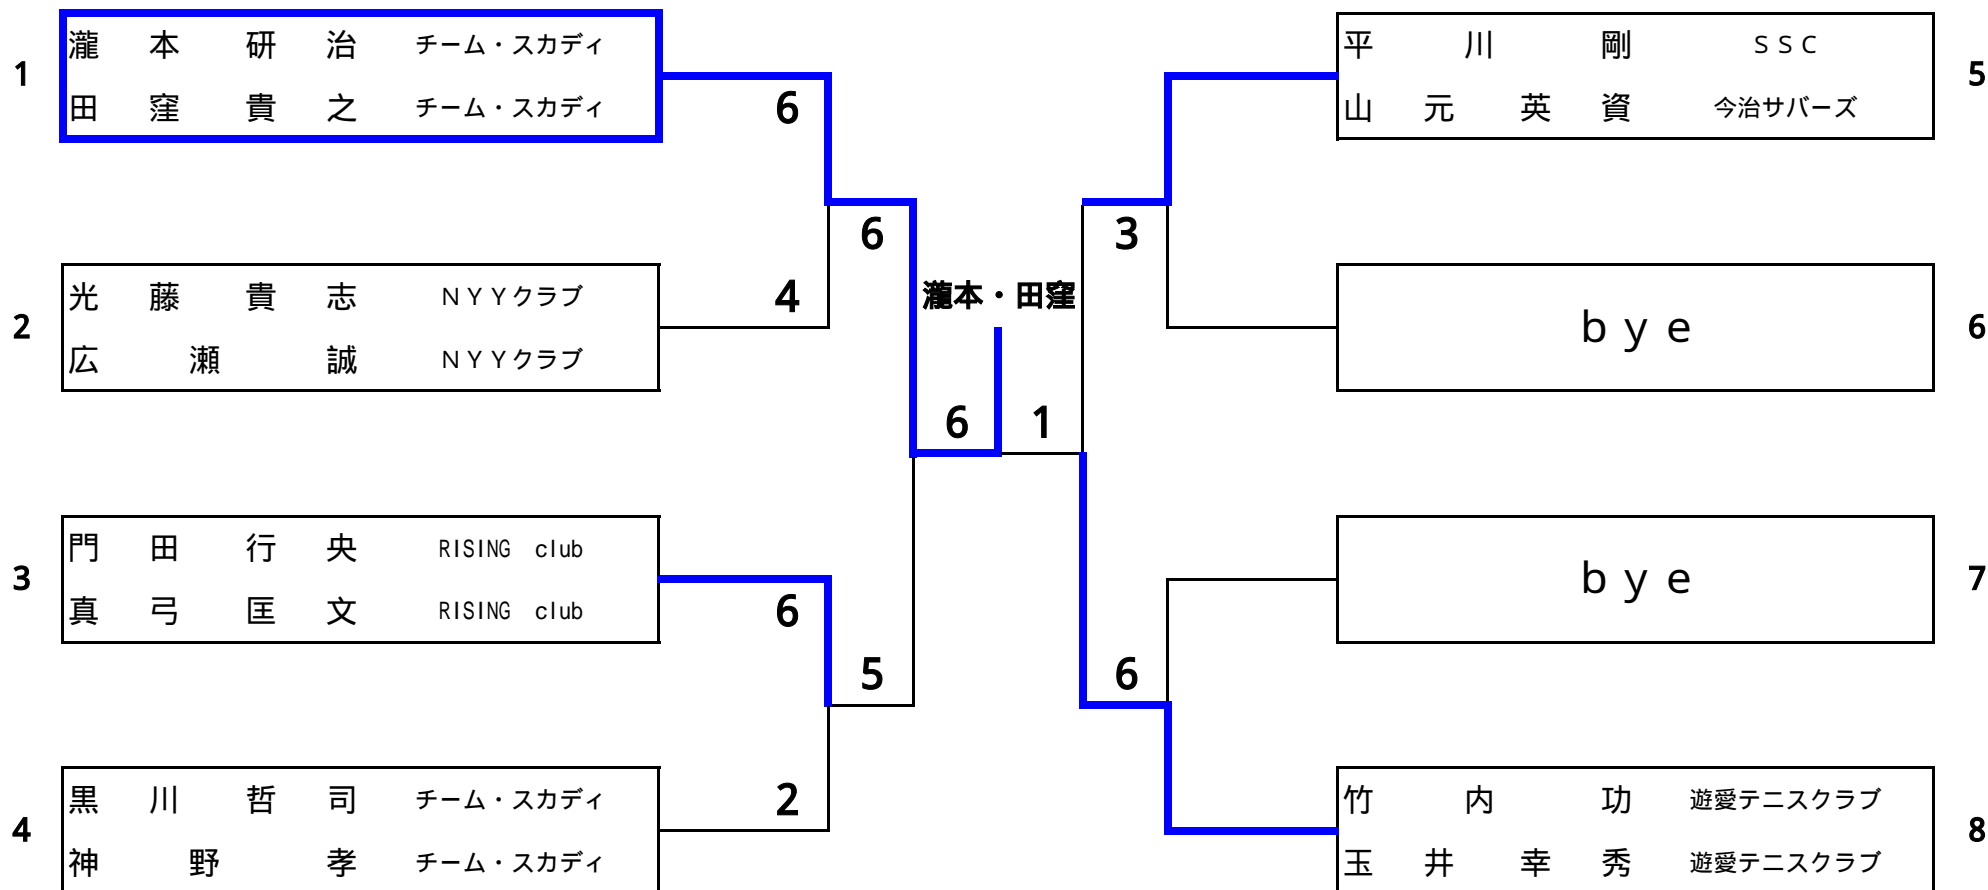 1
瀧本研治 チーム・スカディ
田窪貴之 チーム・スカディ
2
光藤貴志 NYYクラブ
広瀬誠 NYYクラブ
3
門田行央 RISING club
真弓匡文 RISING club
4
黒川哲司 チーム・スカディ
神野孝 チーム・スカディ
6
4
6
2
6
5
瀧本・田窪
6 1
3
6
平川剛 SSC
山元英資 今治サバーズ
5
bye
6
bye
7
竹内功 遊愛テニスクラブ
玉井幸秀 遊愛テニスクラブ
8